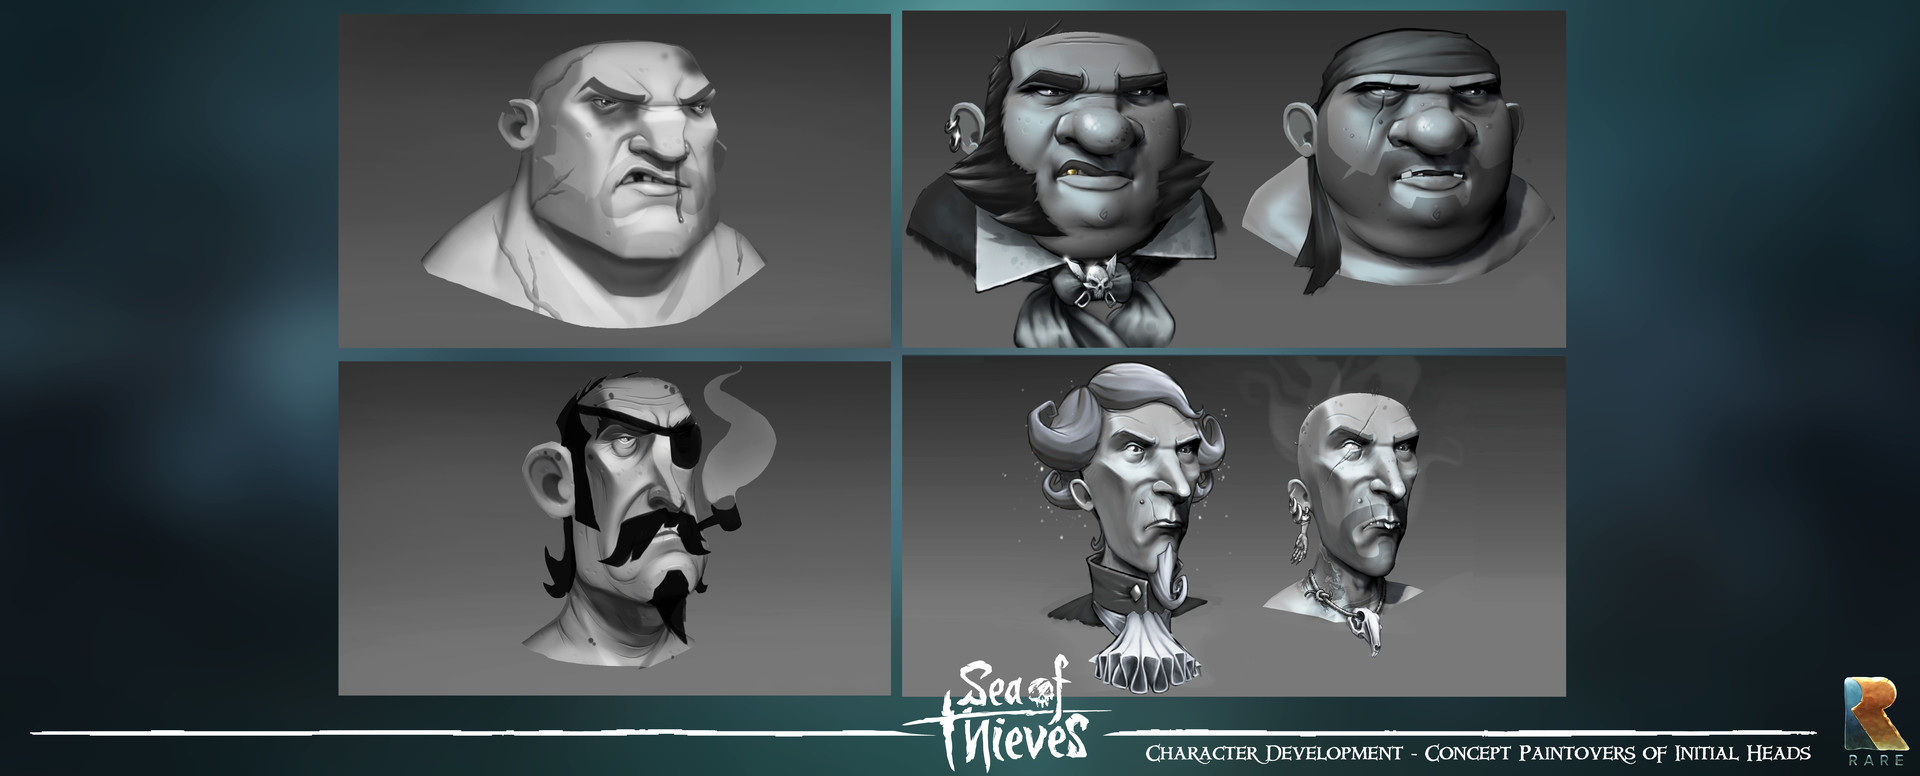 Sea of
Thieves
Character Development - Concept Paintovers of Initial Heads
RARE